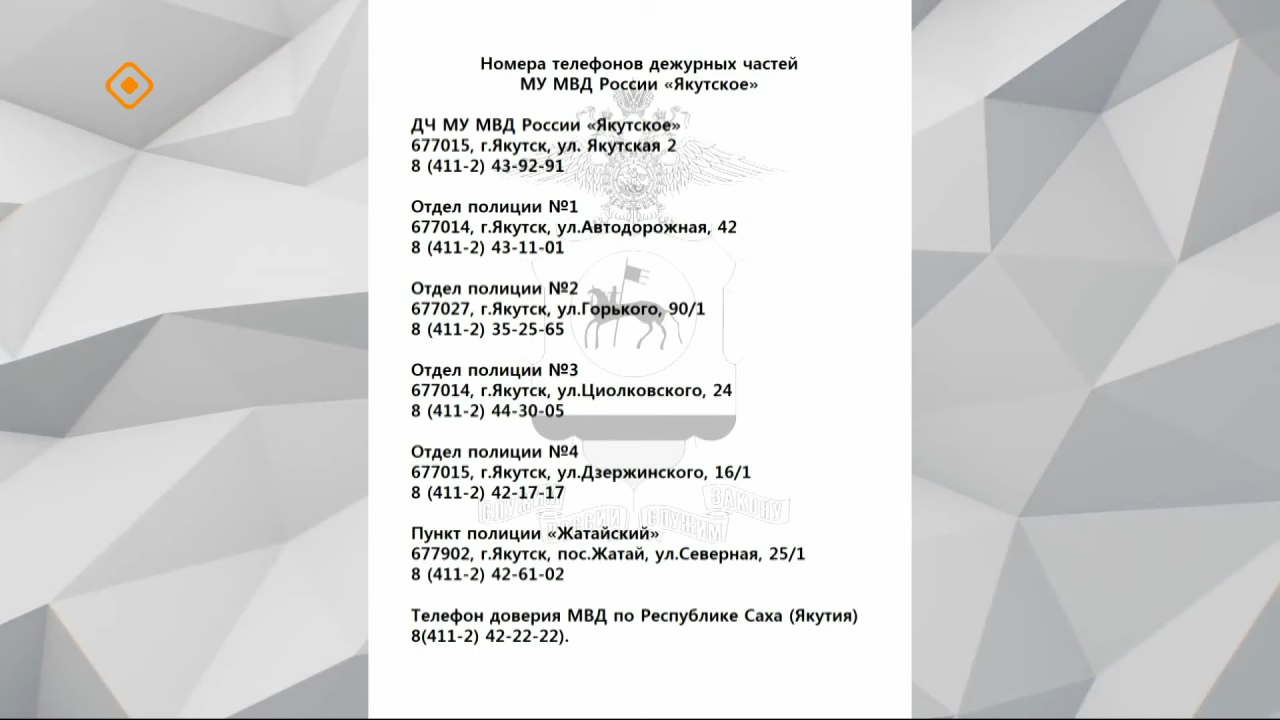 Номера телефонов дежурных частей
МУ МВД России «Якутское»
ДЧ МУ МВД России «Якутское»
677015, г.Якутск, ул. Якутская 2
8 (411-2) 43-92-91
Отдел полиции №1
677014, г.Якутск, ул.Автодорожная, 42
8 (411-2) 43-11-01
Отдел полиции №2
677027, г.Якутск, ул.Горького, 90/1
8 (411-2) 35-25-65
Отдел полиции №3
677014, г.Якутск, ул.Циолковского, 24
8 (411-2) 44-30-05
Отдел полиции №4
677015, г.Якутск, ул.Дзержинского, 16/1
8 (411-2) 42-17-17
СЛУЖИМ РОССИИ СЛУЖИМ ЗАКОНУ
Пункт полиции «Жатайский»
677902, г.Якутск, пос.Жатай, ул.Северная, 25/1
8 (411-2) 42-61-02
Телефон доверия МВД по Республике Саха (Якутия)
8(411-2) 42-22-22).